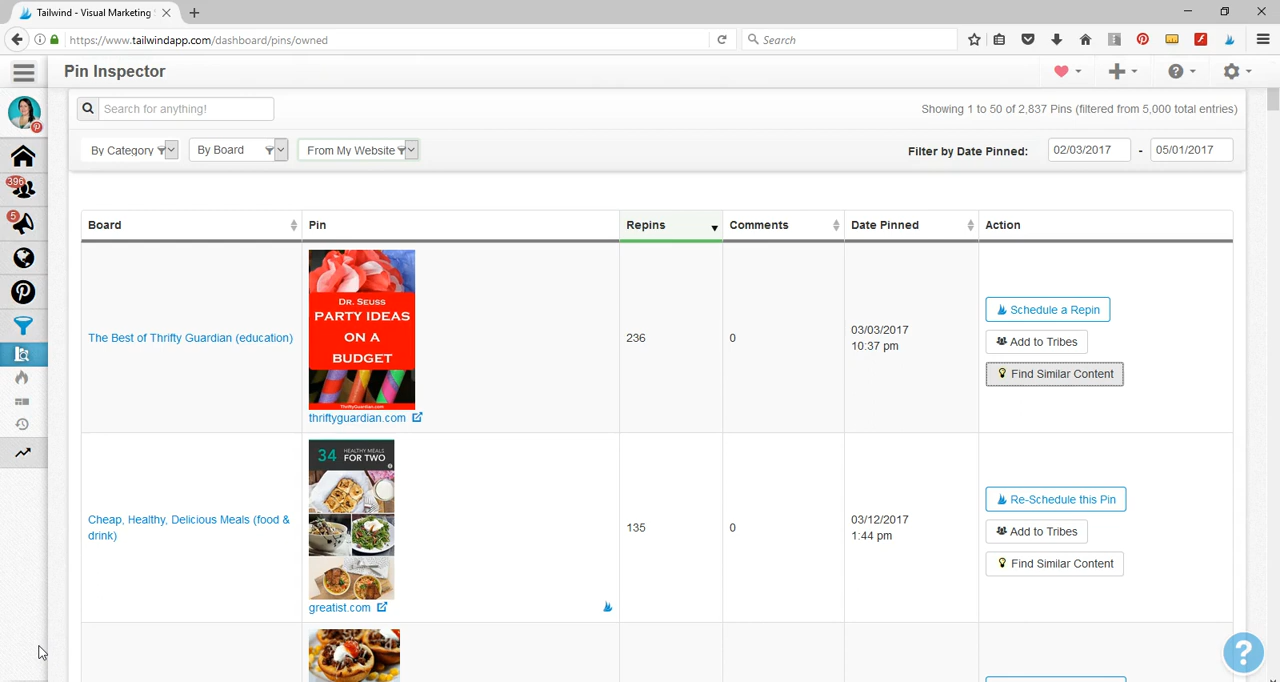 Tailwind - Visual Marketing
https://www.tailwindapp.com/dashboard/pins/owned
Search
Pin Inspector
Search for anything!
Showing 1 to 50 of 2,837 Pins (filtered from 5,000 total entries)
By Category
By Board
From My Website
Filter by Date Pinned:
02/03/2017 - 05/01/2017
396
5
Board
Pin
Repins
Comments
Date Pinned
Action
The Best of Thrifty Guardian (education)
DR. SEUSS
PARTY IDEAS
ON A
BUDGET
ThriftyGuardian.com
thriftyguardian.com
236
0
03/03/2017
10:37 pm
Schedule a Repin
Add to Tribes
Find Similar Content
Cheap, Healthy, Delicious Meals (food &
drink)
34 HEALTHY MEALS
FOR TWO
greatist.com
135
0
03/12/2017
1:44 pm
Re-Schedule this Pin
Add to Tribes
Find Similar Content
?